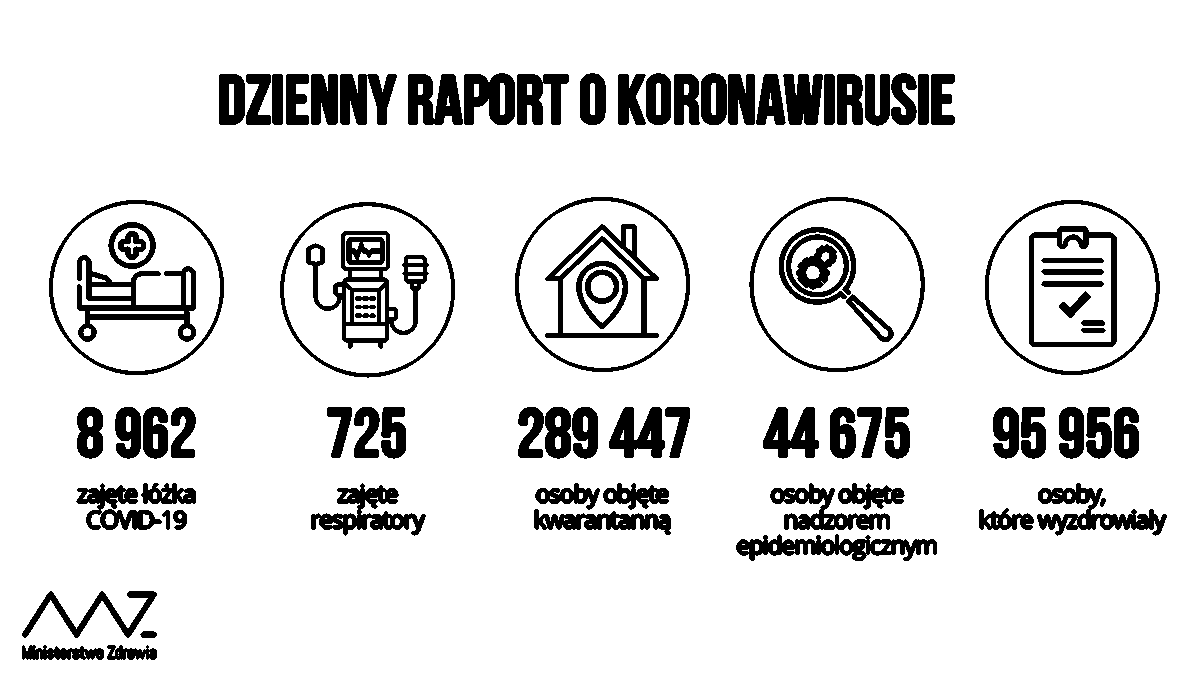 DZIENNY RAPORT O KORONAWIRUSIE
8 962
zajęte łóżka
COVID-19
725
zajęte
respiratory
289 447
osoby objęte
kwarantanną
44 675
osoby objęte
nadzorem
epidemiologicznym
95 956
osoby,
które wyzdrowiały
MZ
Ministerstwo Zdrowia